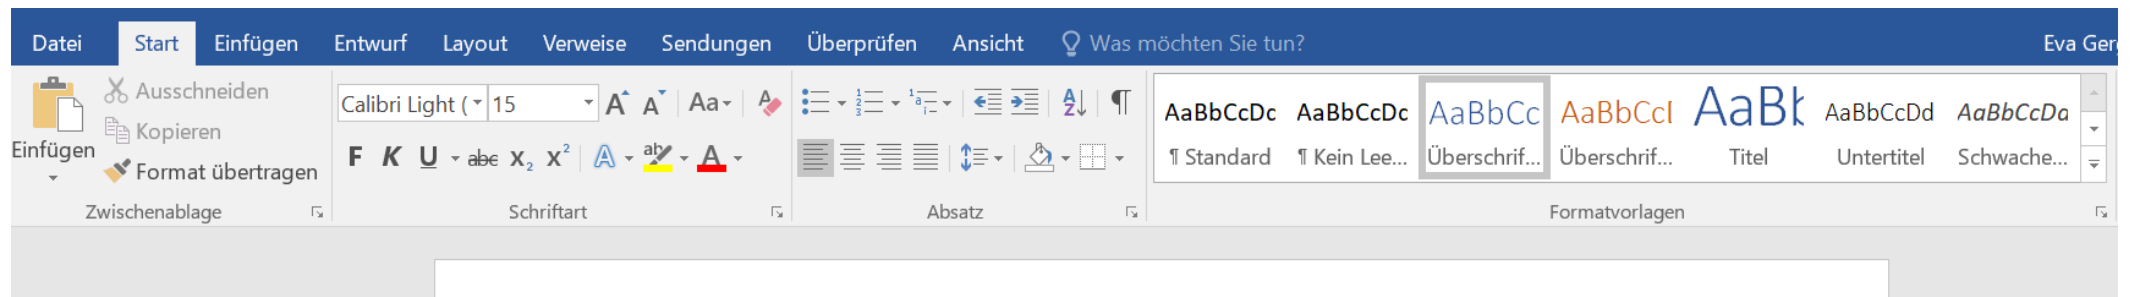 Datei Start Einfügen Entwurf Layout Verweise Sendungen Überprüfen Ansicht Was möchten Sie tun? Eva
Ausschneiden
Kopieren
Format übertragen
Einfügen
Zwischenablage
Calibri Light ( 15 A A Aa
F K U abc X₂ X² A ab A
Schriftart
Absatz
AaBbCcDc AaBbCcDc AaBbCc AaBbCcI AaBb AaBbCcDd AaBbCcDa
¶ Standard ¶ Kein Lee... Überschrif... Überschrif... Titel Untertitel Schwache...
Formatvorlagen